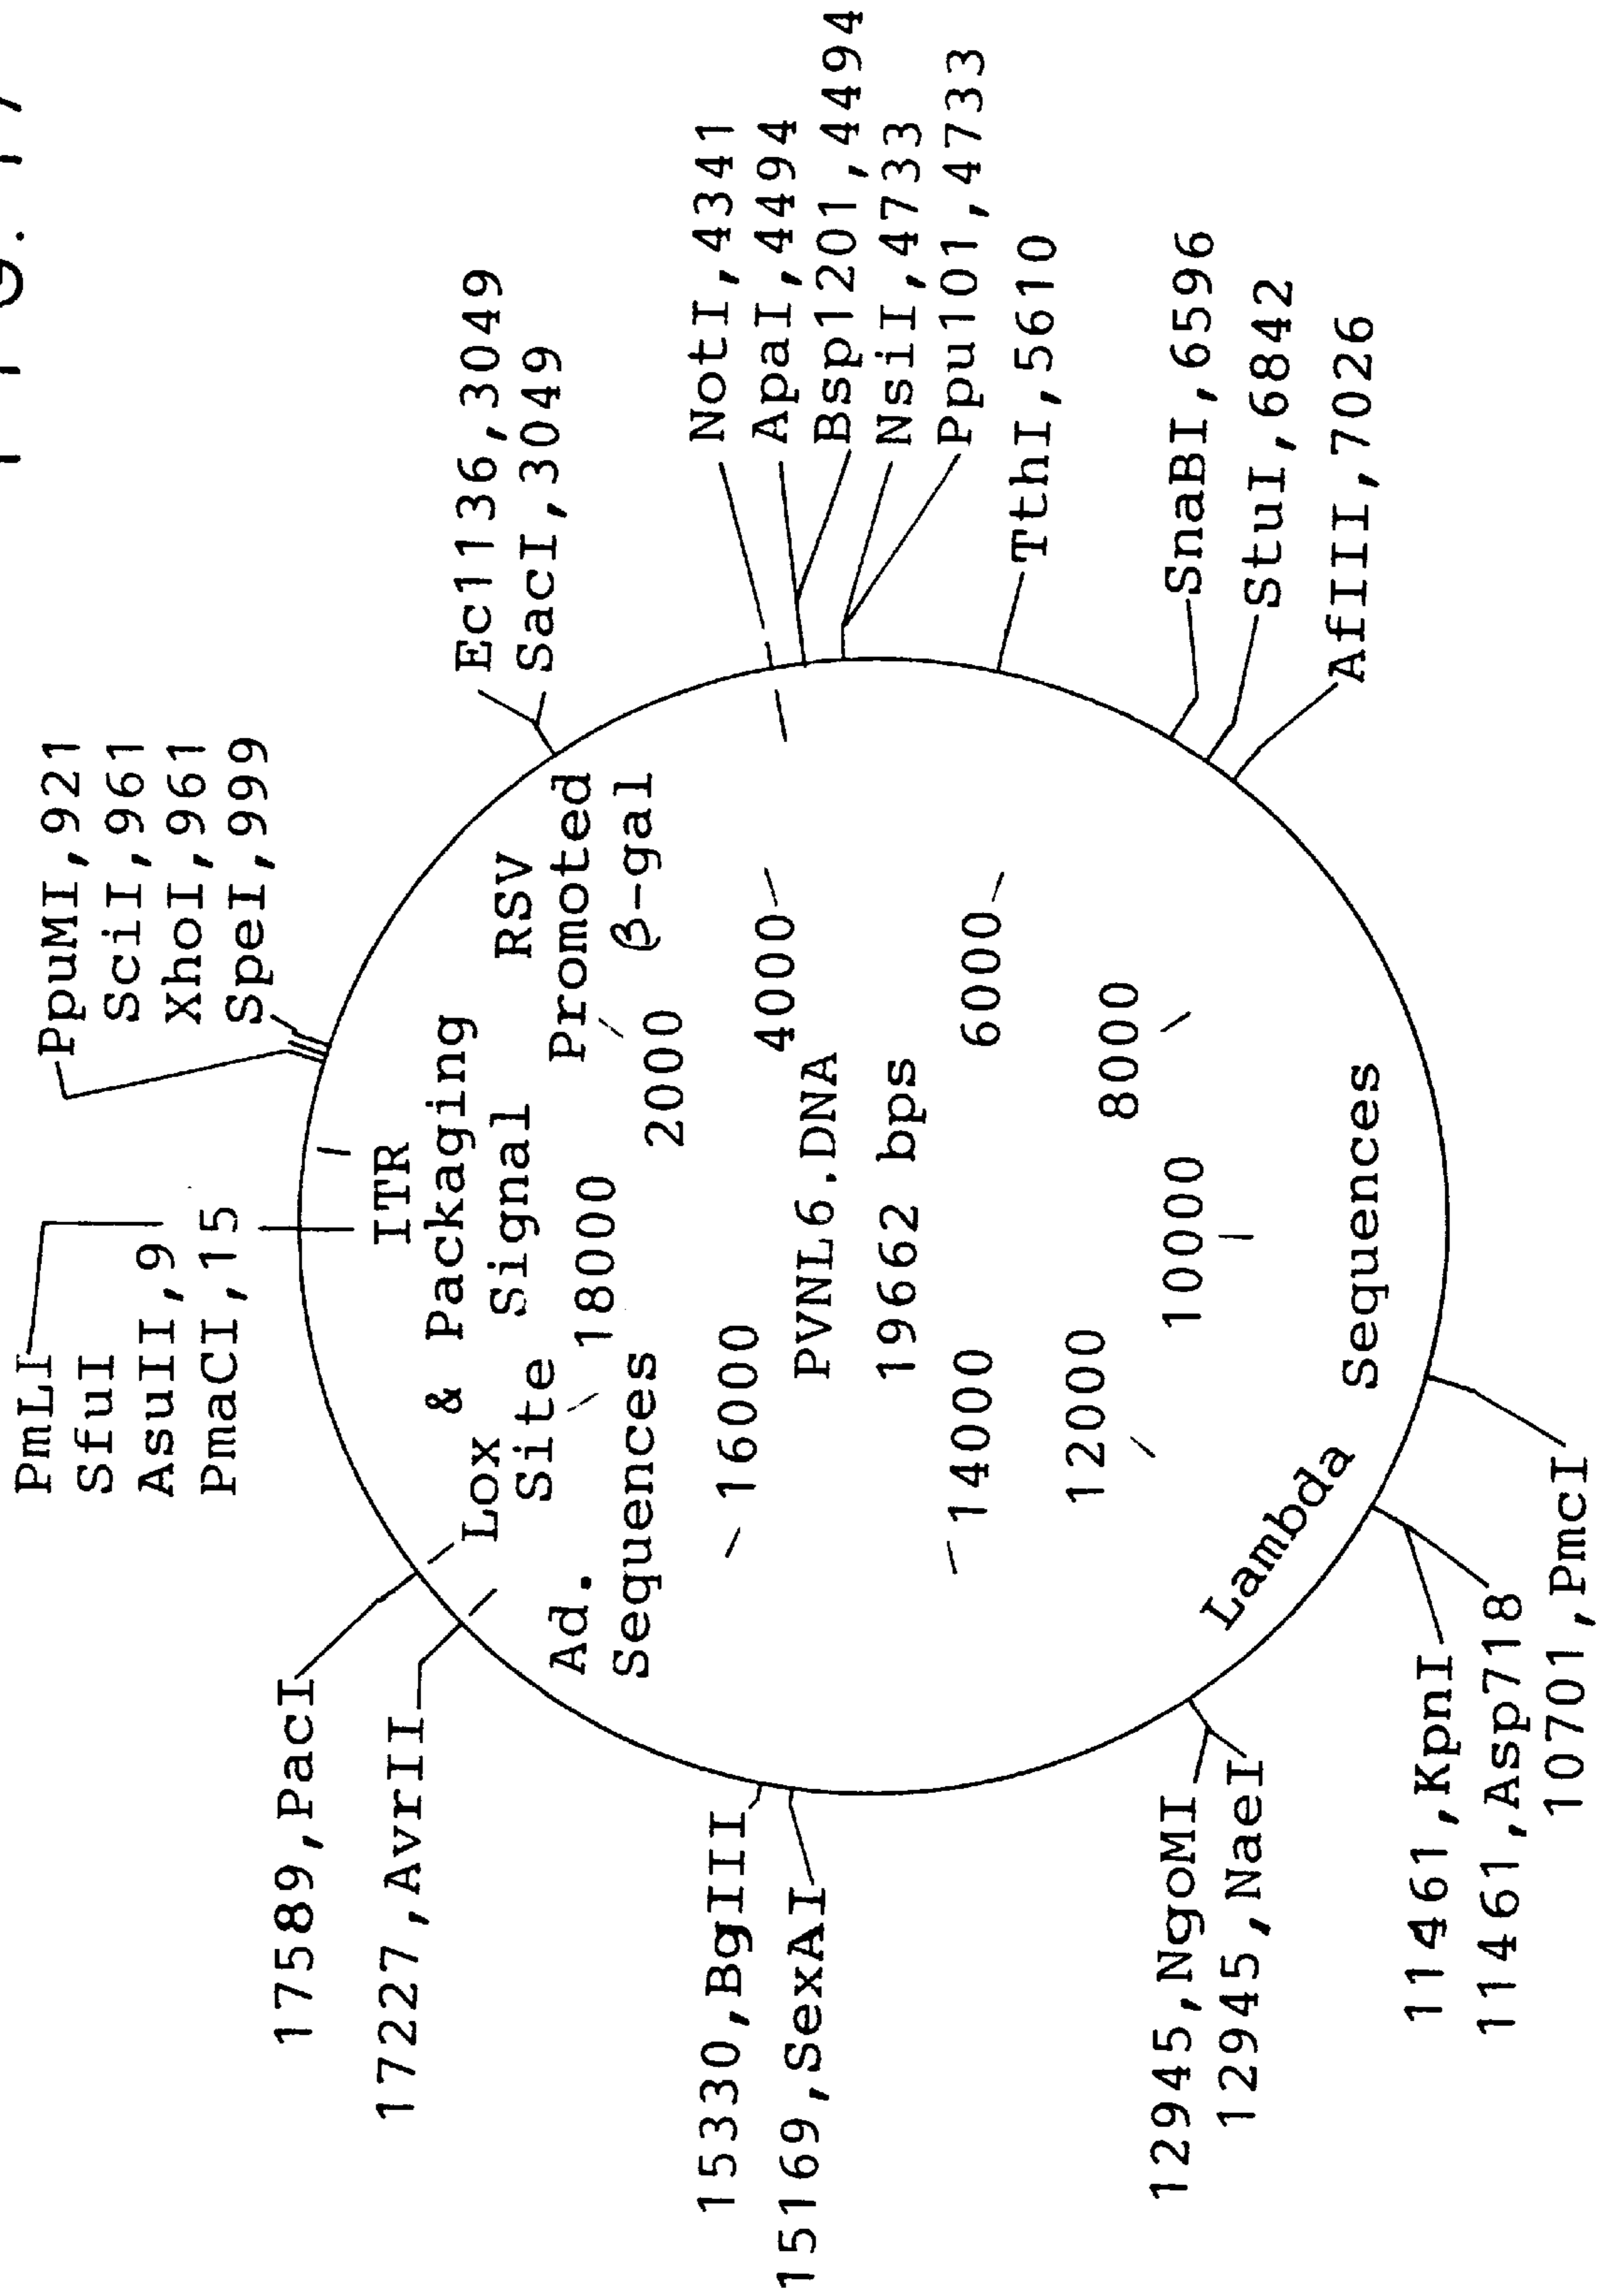 PpuMI,921
SciI,961
XhoI,961
SpeI,999
Ec1136,3049
SacI,3049
NotI,4341
ApaI,4494
Bsp1201,4494
NsiI,4733
Ppu101,4733
TthI,5610
SnaBI,6596
StuI,6842
AflII,7026
PmLI
SfuI
AsuII,9
PmaCI,15
17589,PacI
17227,AvrII
15330,BglII
15169,SexAI
12945,NgoMI
12945,NaeI
11461,KpnI
11461,Asp718
10701,PmcI
ITR
& Packaging
Signal
Lox
Site
Ad.
Sequences
RSV
Promoted
β-gal
18000
2000
16000
4000
PVNL6.DNA
19662 bps
14000
6000
12000
8000
10000
Lambda
Sequences